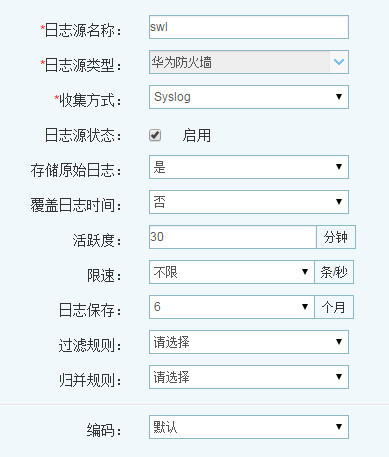 *日志源名称： swl
*日志源类型： 华为防火墙
*收集方式： Syslog
日志源状态： 启用
存储原始日志： 是
覆盖日志时间： 否
活跃度： 30 分钟
限速： 不限 条/秒
日志保存： 6 个月
过滤规则： 请选择
归并规则： 请选择
编码： 默认